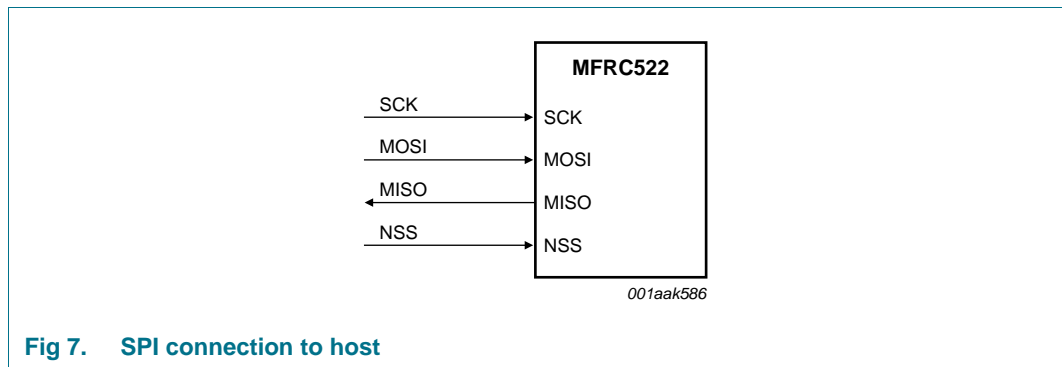 MFRC522
SCK SCK
MOSI MOSI
MISO MISO
NSS NSS
001aak586
Fig 7. SPI connection to host